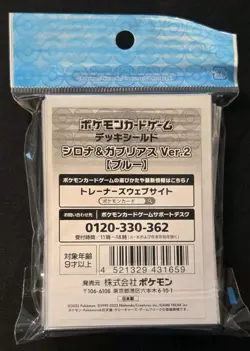 ポケモンカードゲーム
デッキシールド
シロナ&ガブリアス Ver.2
【ブルー】
ポケモンカードゲームの遊びかたや最新情報はこちら!
トレーナーズウェブサイト
ポケモンカード
お問い合わせ先 ポケモンカードゲームサポートデスク
0120-330-362
対象年齢
9才以上
4 521329 431659
発売元 株式会社 ポケモン
日本製